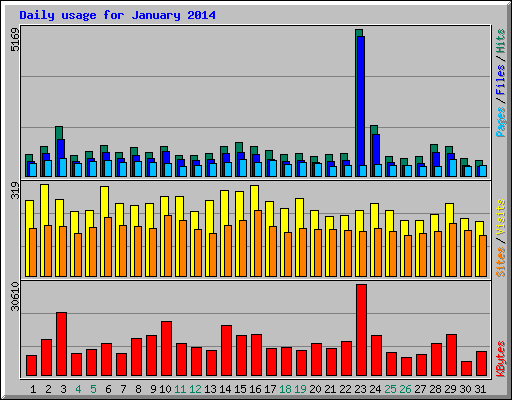 Daily usage for January 2014
5169
Pages / Files / Hits
319
Sites / Visits
30610
KBytes
1 2 3 4 5 6 7 8 9 10 11 12 13 14 15 16 17 18 19 20 21 22 23 24 25 26 27 28 29 30 31